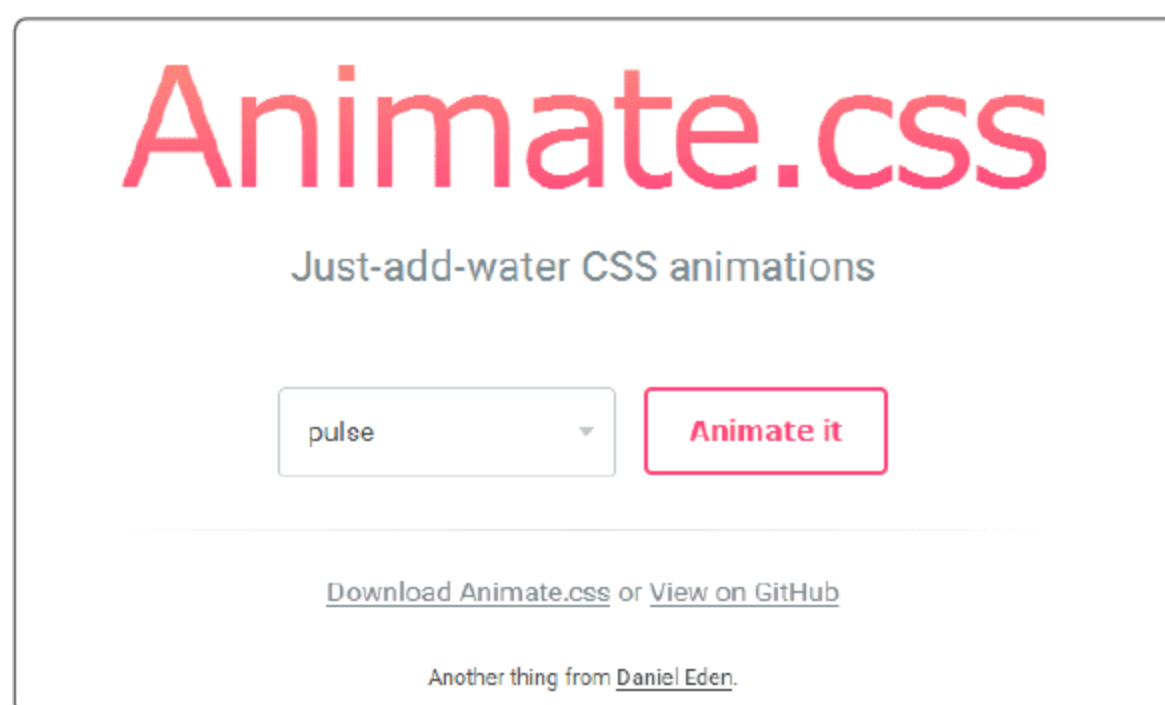 Animate.css
Just-add-water CSS animations
pulse
Animate it
Download Animate.css or View on GitHub
Another thing from Daniel Eden.